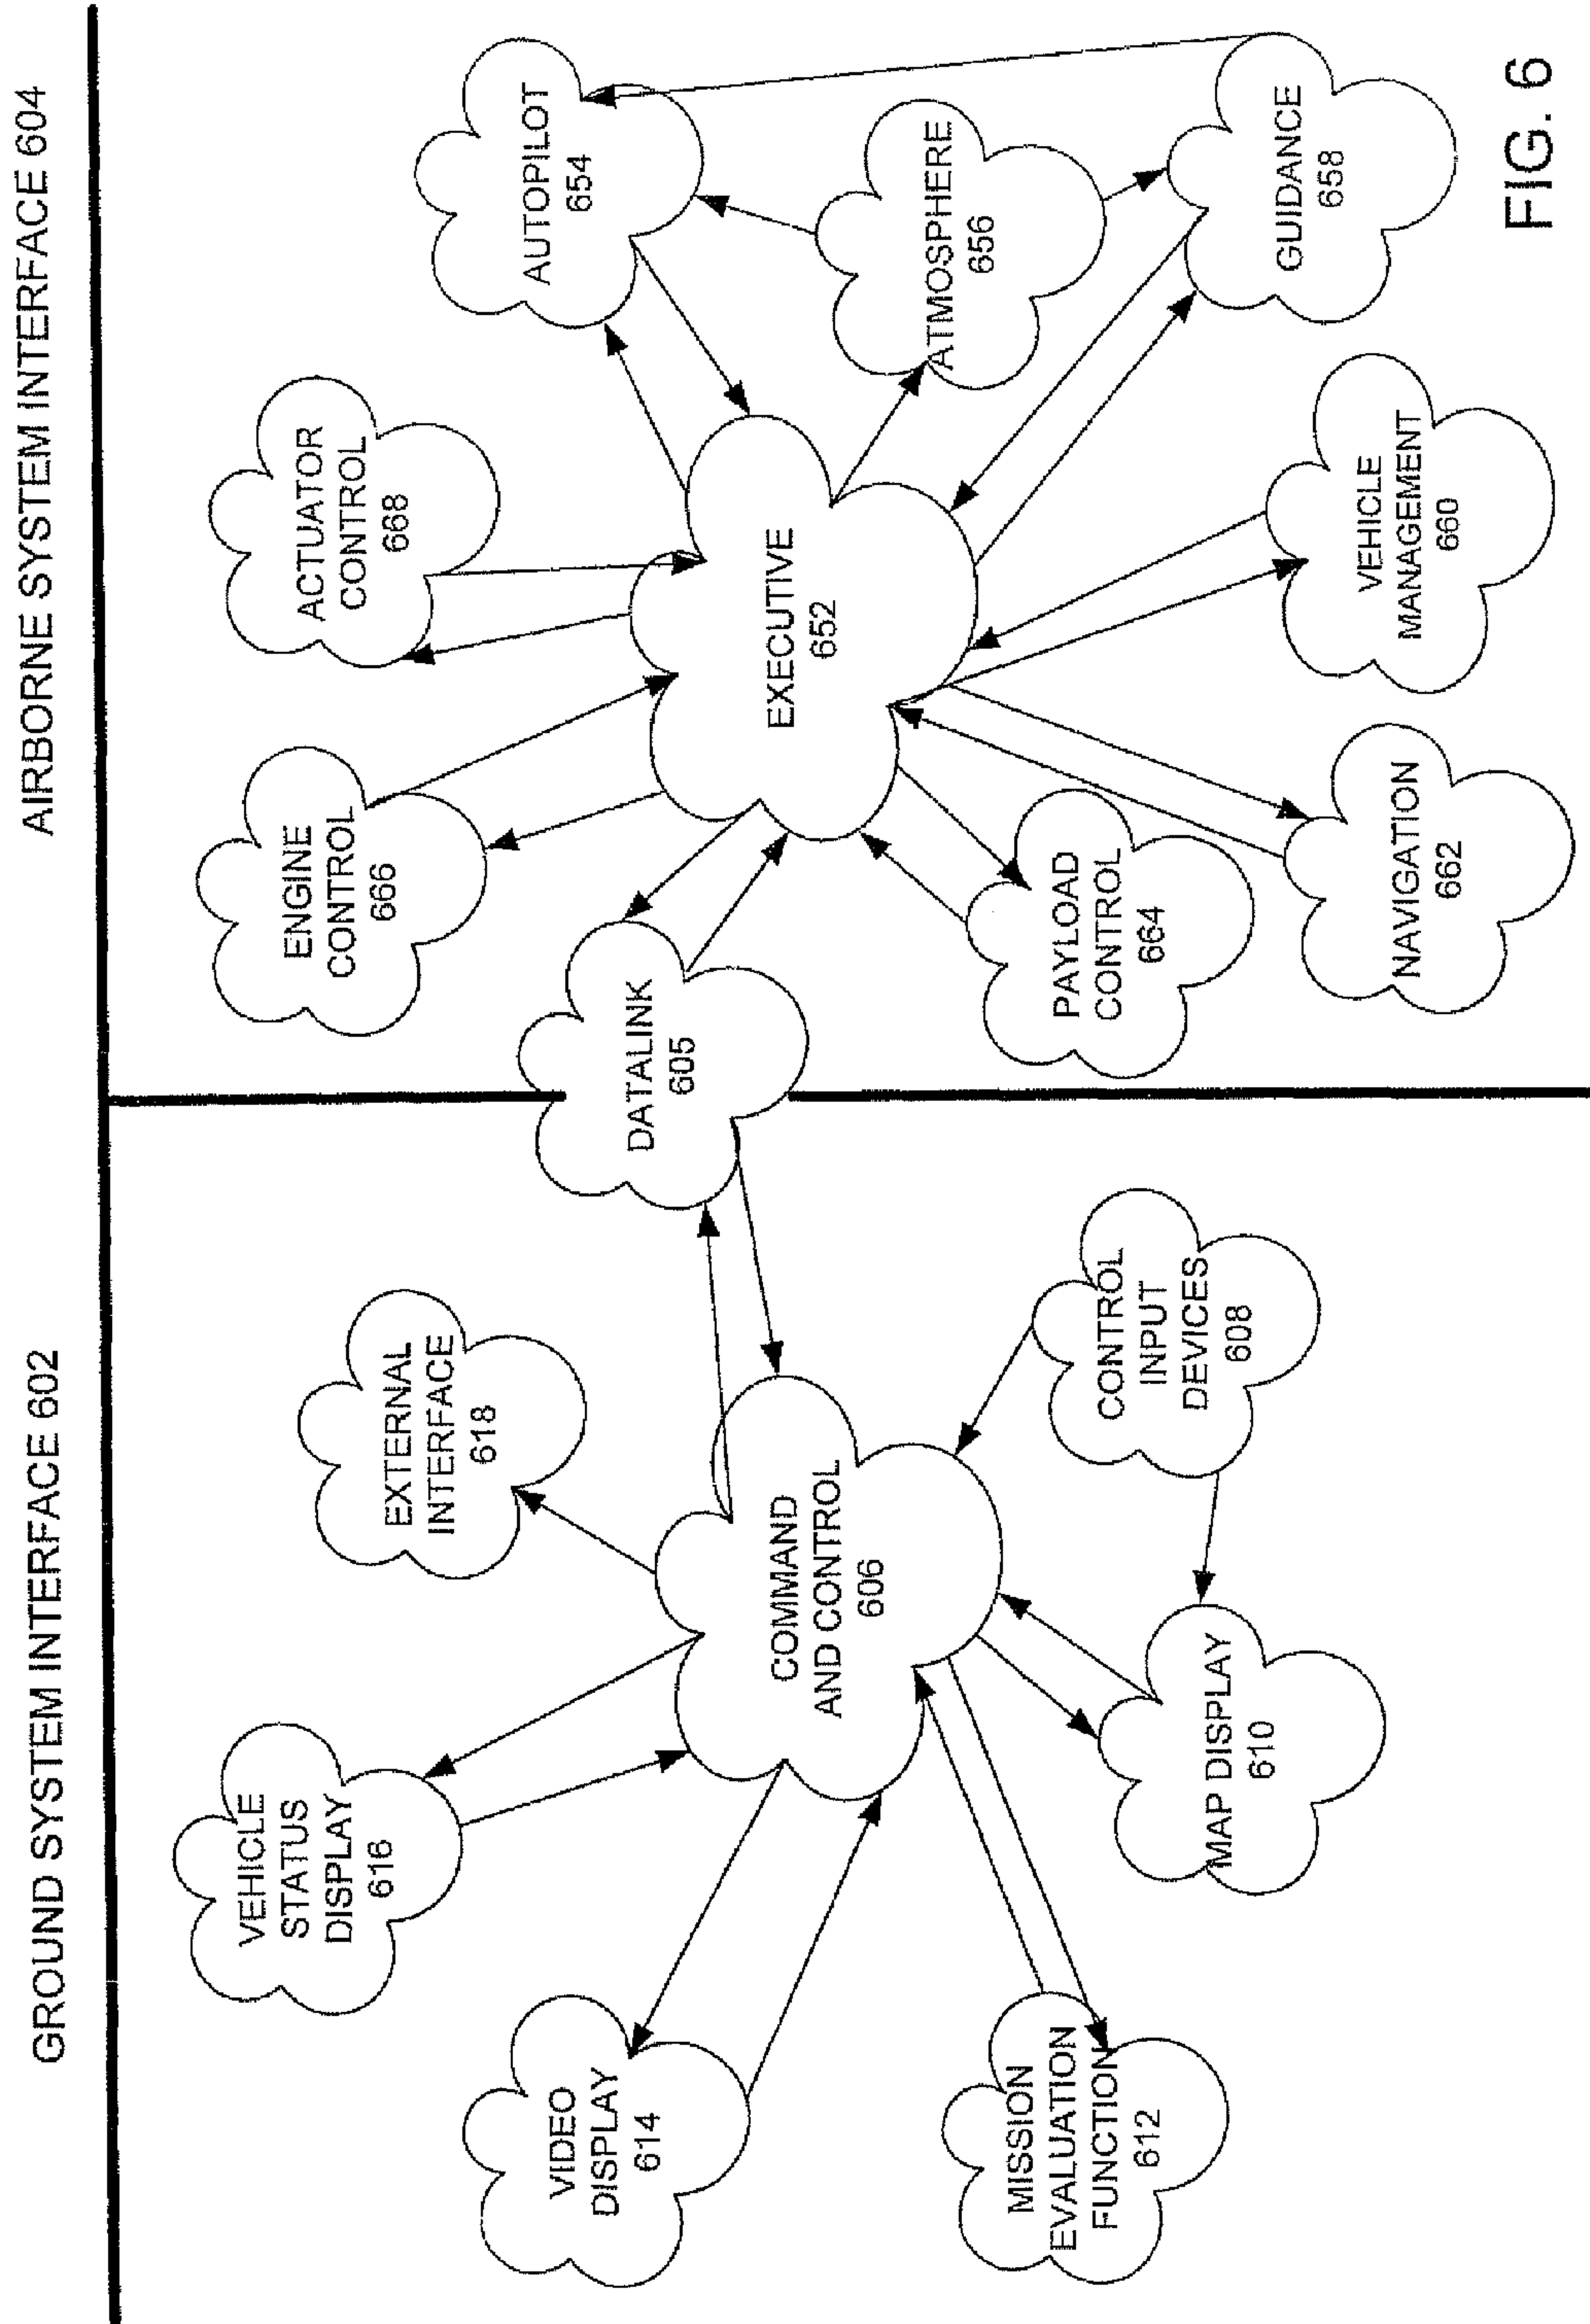 GROUND SYSTEM INTERFACE 602
AIRBORNE SYSTEM INTERFACE 604
VEHICLE
STATUS
DISPLAY
616
EXTERNAL
INTERFACE
618
VIDEO
DISPLAY
614
COMMAND
AND CONTROL
606
MISSION
EVALUATION
FUNCTION
612
MAP DISPLAY
610
CONTROL
INPUT
DEVICES
608
DATALINK
605
ENGINE
CONTROL
666
ACTUATOR
CONTROL
668
AUTOPILOT
654
EXECUTIVE
652
ATMOSPHERE
656
PAYLOAD
CONTROL
664
NAVIGATION
662
VEHICLE
MANAGEMENT
660
GUIDANCE
658
FIG. 6